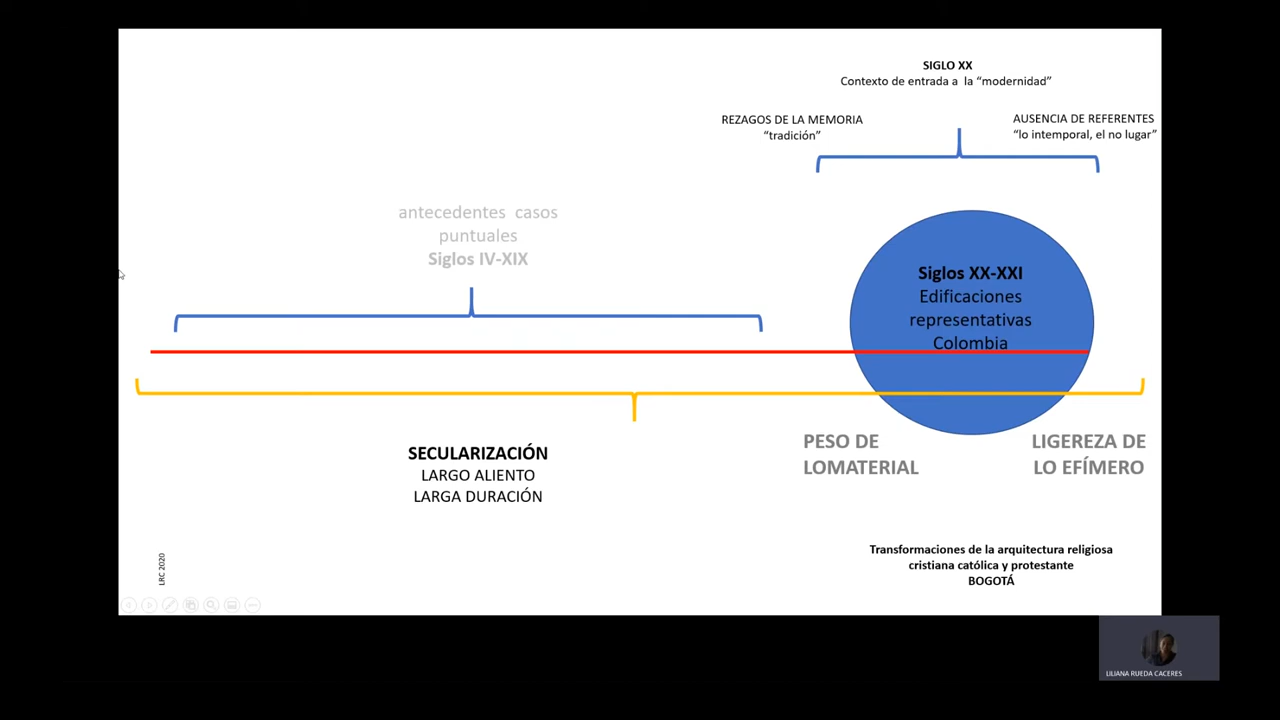 SIGLO XX
Contexto de entrada a la “modernidad”
REZAGOS DE LA MEMORIA
“tradición”
AUSENCIA DE REFERENTES
“lo intemporal, el no lugar”
antecedentes casos
puntuales
Siglos IV-XIX
Siglos XX-XXI
Edificaciones
representativas
Colombia
SECULARIZACIÓN
LARGO ALIENTO
LARGA DURACIÓN
PESO DE
LOMATERIAL
LIGEREZA DE
LO EFÍMERO
Transformaciones de la arquitectura religiosa
cristiana católica y protestante
BOGOTÁ
LRC 2020
LILIANA RUEDA CACERES